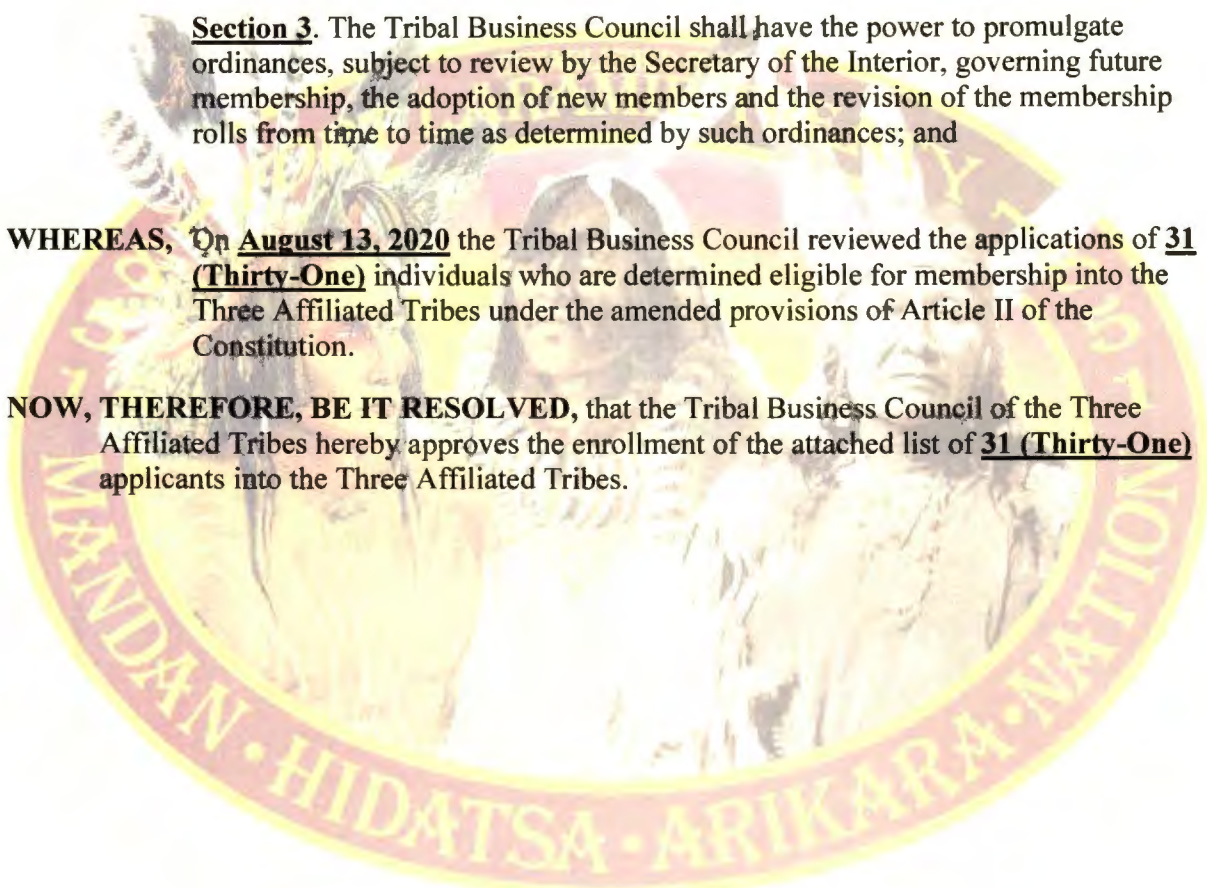 Section 3. The Tribal Business Council shall have the power to promulgate
ordinances, subject to review by the Secretary of the Interior, governing future
membership, the adoption of new members and the revision of the membership
rolls from time to time as determined by such ordinances; and
WHEREAS, On August 13, 2020 the Tribal Business Council reviewed the applications of 31
(Thirty-One) individuals who are determined eligible for membership into the
Three Affiliated Tribes under the amended provisions of Article II of the
Constitution.
NOW, THEREFORE, BE IT RESOLVED, that the Tribal Business Council of the Three
Affiliated Tribes hereby approves the enrollment of the attached list of 31 (Thirty-One)
applicants into the Three Affiliated Tribes.
MANDAN · HIDATSA · ARIKARA · NATION